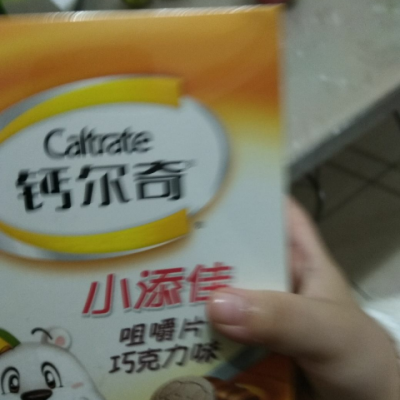 Caltrate
钙尔奇
小添佳
咀嚼片
巧克力味